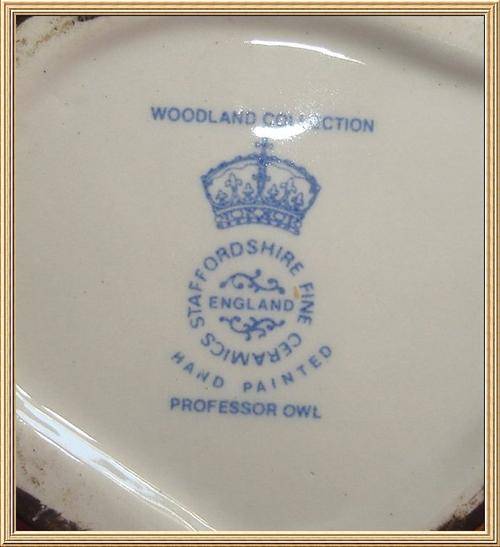 WOODLAND COLLECTION
STAFFORDSHIRE FINE CERAMICS
ENGLAND
HAND PAINTED
PROFESSOR OWL